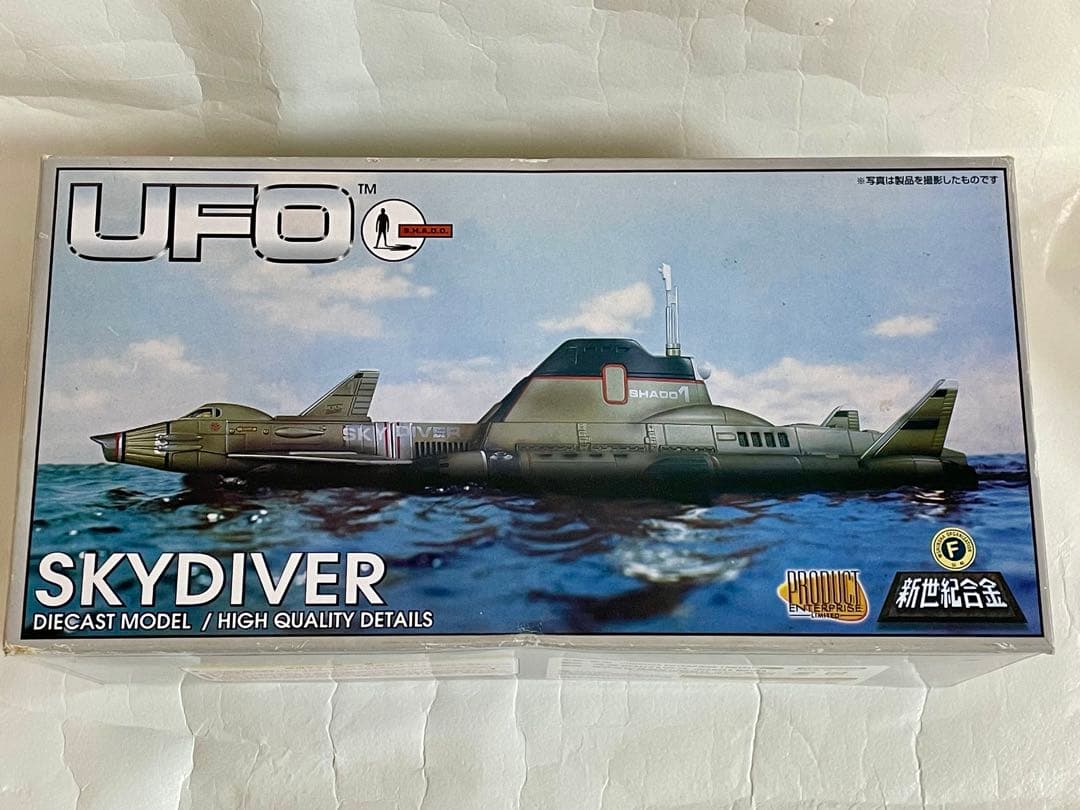 UFO™
S.H.A.D.O.
※写真は製品を撮影したものです
SHADO 1
SKYDIVER
SKYDIVER
DIECAST MODEL / HIGH QUALITY DETAILS
PRODUCT
ENTERPRISE
LIMITED
F
新世紀合金